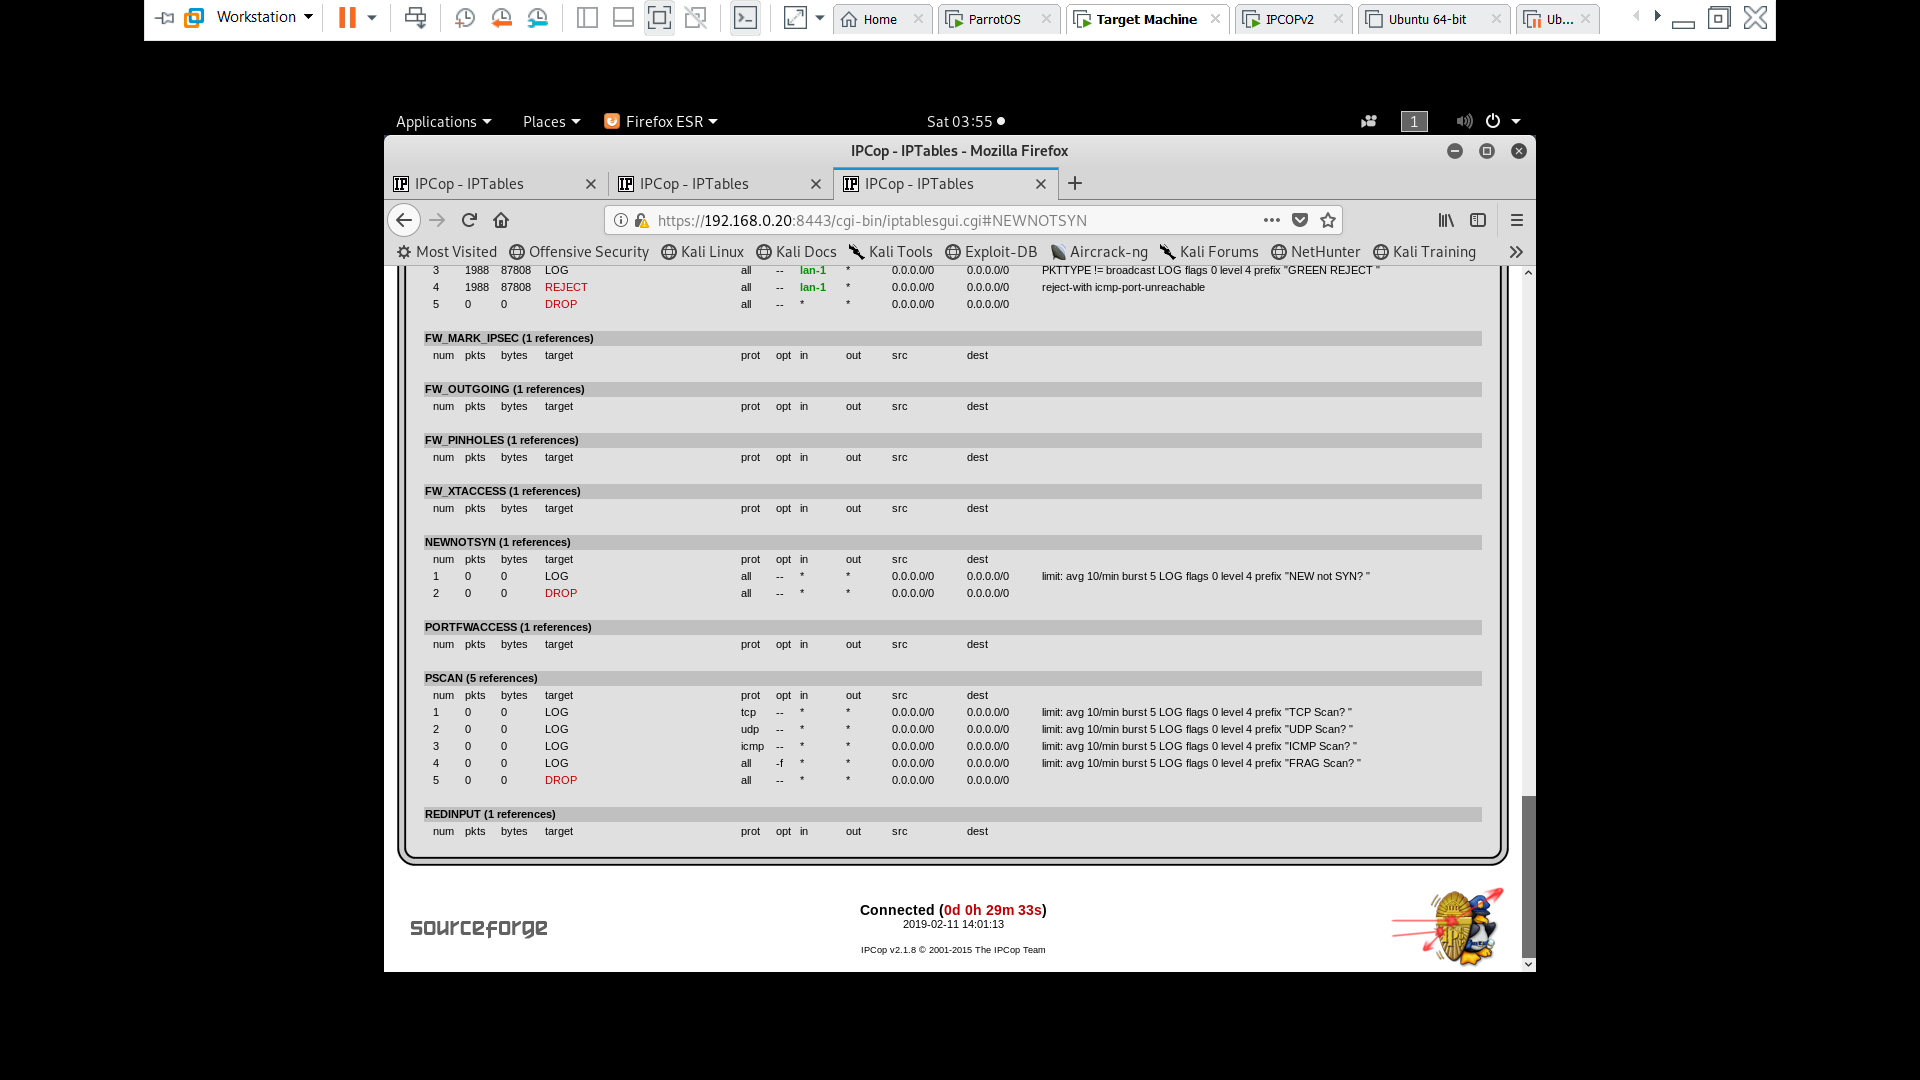 Workstation Home ParrotOS Target Machine IPCOPv2 Ubuntu 64-bit Ub...
Applications Places Firefox ESR Sat 03:55 1
IPCop - IPTables - Mozilla Firefox
IPCop - IPTables IPCop - IPTables IPCop - IPTables
https://192.168.0.20:8443/cgi-bin/iptablesgui.cgi#NEWNOTSYN
Most Visited Offensive Security Kali Linux Kali Docs Kali Tools Exploit-DB Aircrack-ng Kali Forums NetHunter Kali Training
3 1988 87808 LOG all -- lan-1 * 0.0.0.0/0 0.0.0.0/0 PKTTYPE != broadcast LOG flags 0 level 4 prefix "GREEN REJECT "
4 1988 87808 REJECT all -- lan-1 * 0.0.0.0/0 0.0.0.0/0 reject-with icmp-port-unreachable
5 0 0 DROP all -- * * 0.0.0.0/0 0.0.0.0/0
FW_MARK_IPSEC (1 references)
num pkts bytes target prot opt in out src dest
FW_OUTGOING (1 references)
num pkts bytes target prot opt in out src dest
FW_PINHOLES (1 references)
num pkts bytes target prot opt in out src dest
FW_XTACCESS (1 references)
num pkts bytes target prot opt in out src dest
NEWNOTSYN (1 references)
num pkts bytes target prot opt in out src dest
1 0 0 LOG all -- * * 0.0.0.0/0 0.0.0.0/0 limit: avg 10/min burst 5 LOG flags 0 level 4 prefix "NEW not SYN? "
2 0 0 DROP all -- * * 0.0.0.0/0 0.0.0.0/0
PORTFWACCESS (1 references)
num pkts bytes target prot opt in out src dest
PSCAN (5 references)
num pkts bytes target prot opt in out src dest
1 0 0 LOG tcp -- * * 0.0.0.0/0 0.0.0.0/0 limit: avg 10/min burst 5 LOG flags 0 level 4 prefix "TCP Scan? "
2 0 0 LOG udp -- * * 0.0.0.0/0 0.0.0.0/0 limit: avg 10/min burst 5 LOG flags 0 level 4 prefix "UDP Scan? "
3 0 0 LOG icmp -- * * 0.0.0.0/0 0.0.0.0/0 limit: avg 10/min burst 5 LOG flags 0 level 4 prefix "ICMP Scan? "
4 0 0 LOG all -f * * 0.0.0.0/0 0.0.0.0/0 limit: avg 10/min burst 5 LOG flags 0 level 4 prefix "FRAG Scan? "
5 0 0 DROP all -- * * 0.0.0.0/0 0.0.0.0/0
REDINPUT (1 references)
num pkts bytes target prot opt in out src dest
sourceforge
Connected (0d 0h 29m 33s)
2019-02-11 14:01:13
IPCop v2.1.8 © 2001-2015 The IPCop Team